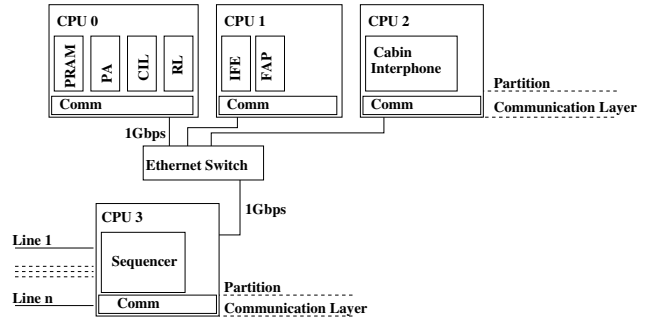 CPU 0
CPU 1
CPU 2
PRAM
PA
CIL
RL
IFE
FAP
Cabin
Interphone
Partition
Comm
Comm
Comm
Communication Layer
1Gbps
Ethernet Switch
1Gbps
CPU 3
Line 1
Sequencer
Partition
Line n
Comm
Communication Layer